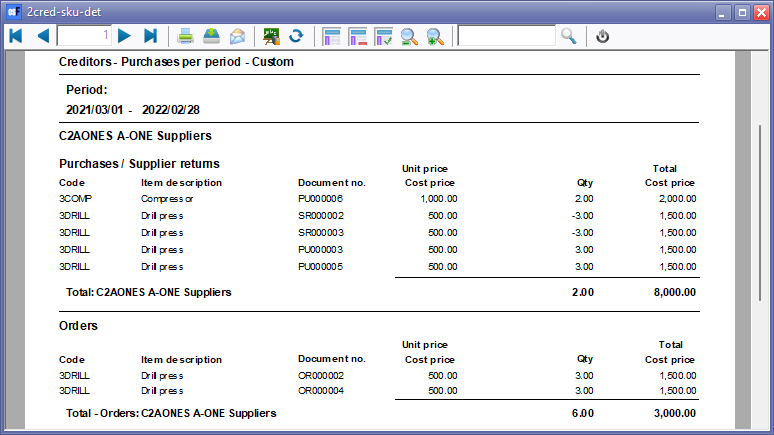 2cred-sku-det
1
Creditors - Purchases per period - Custom
Period:
2021/03/01 - 2022/02/28
C2AONES A-ONE Suppliers
Purchases / Supplier returns
Unit price Total
Code Item description Document no. Cost price Qty Cost price
3COMP Compressor PU000006 1,000.00 2.00 2,000.00
3DRILL Drill press SR000002 500.00 -3.00 1,500.00
3DRILL Drill press SR000003 500.00 -3.00 1,500.00
3DRILL Drill press PU000003 500.00 3.00 1,500.00
3DRILL Drill press PU000005 500.00 3.00 1,500.00
Total: C2AONES A-ONE Suppliers 2.00 8,000.00
Orders
Unit price Total
Code Item description Document no. Cost price Qty Cost price
3DRILL Drill press OR000002 500.00 3.00 1,500.00
3DRILL Drill press OR000004 500.00 3.00 1,500.00
Total - Orders: C2AONES A-ONE Suppliers 6.00 3,000.00